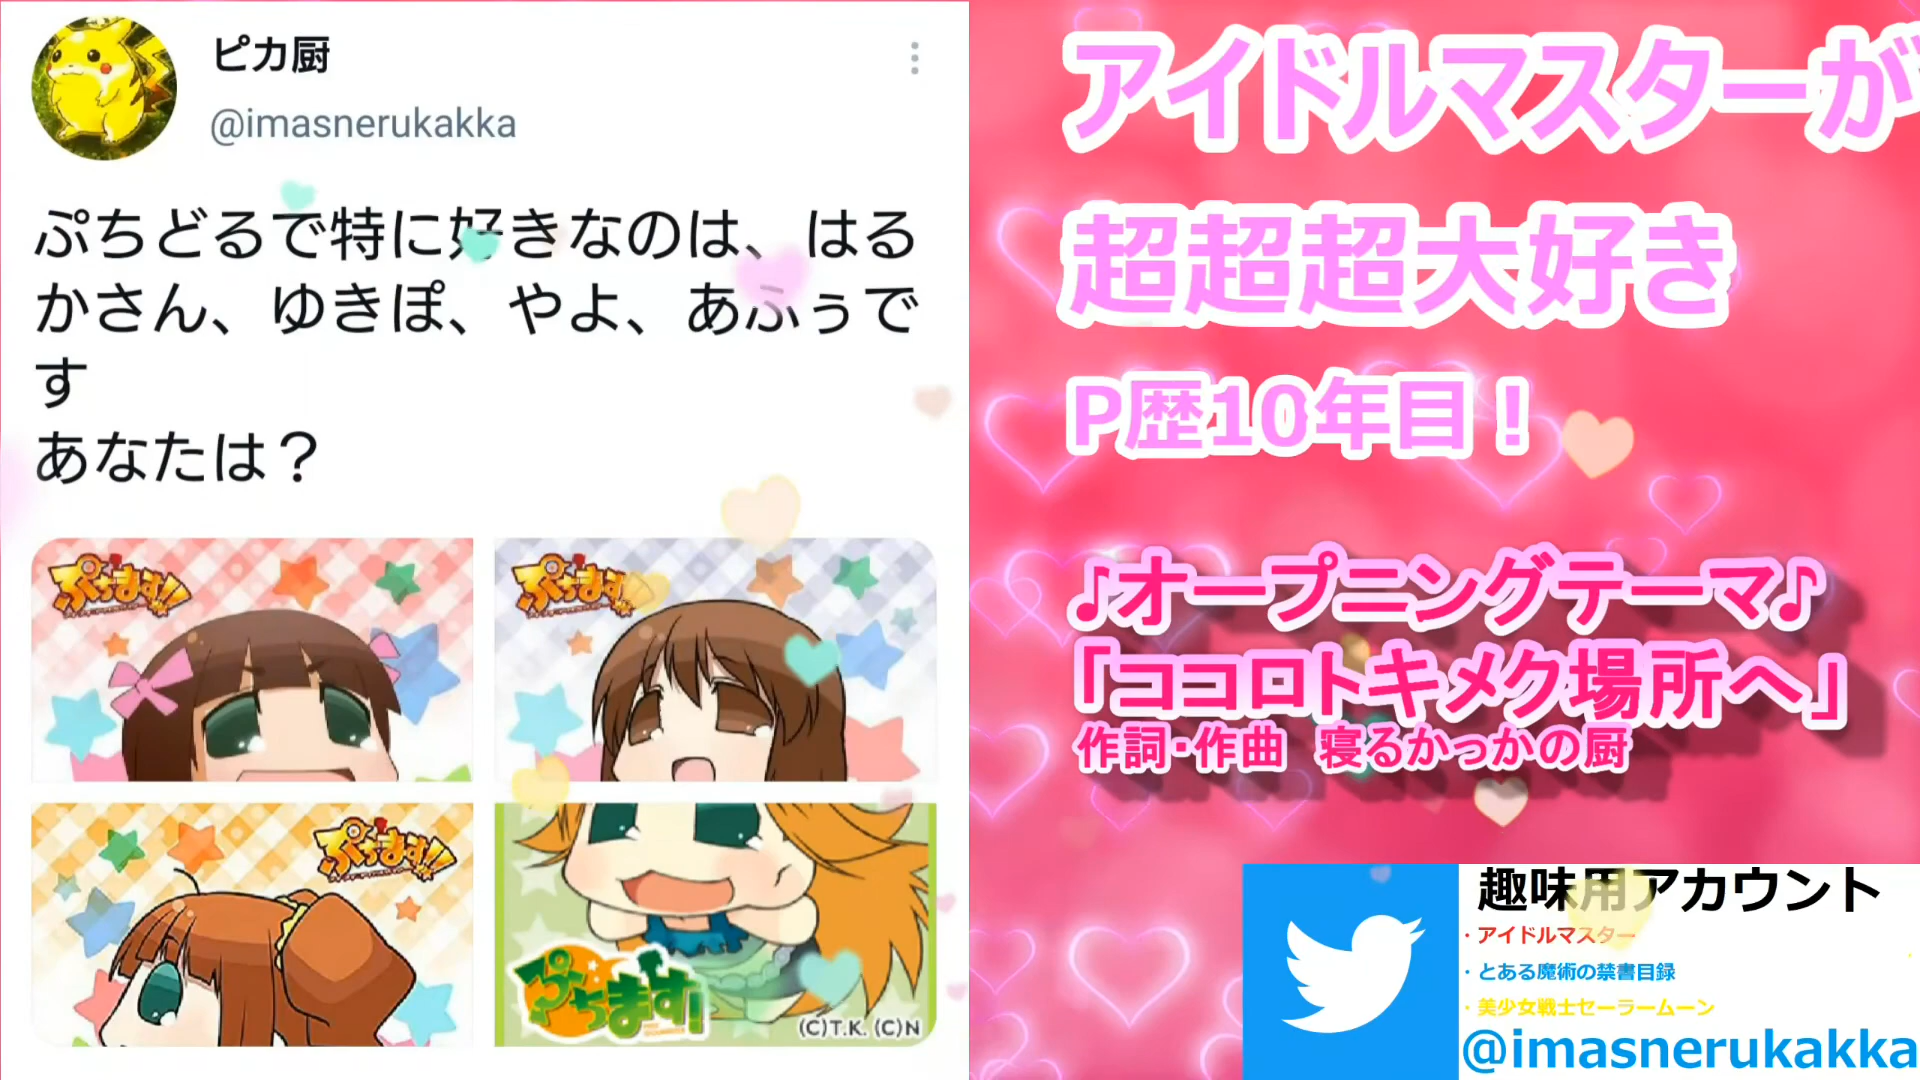 ピカ厨
@imasnerukakka
ぷちどるで特に好きなのは、はる
かさん、ゆきぽ、やよ、あふぅで
す
あなたは？
ぷちます!!
ぷちます!!
ぷちます!!
ぷちます!
(C)T.K. (C)N
アイドルマスターが
超超超大好き
P歴10年目！
♪オープニングテーマ♪
「ココロトキメク場所へ」
作詞・作曲　寝るかっかの厨
趣味用アカウント
・アイドルマスター
・とある魔術の禁書目録
・美少女戦士セーラームーン
@imasnerukakka